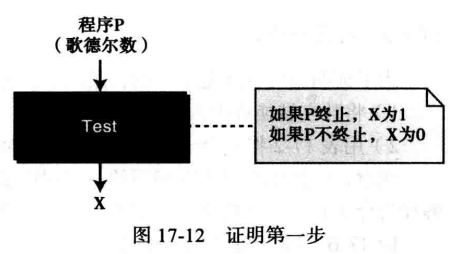 程序P
（歌德尔数）
Test
如果P终止，X为1
如果P不终止，X为0
X
图 17-12 证明第一步